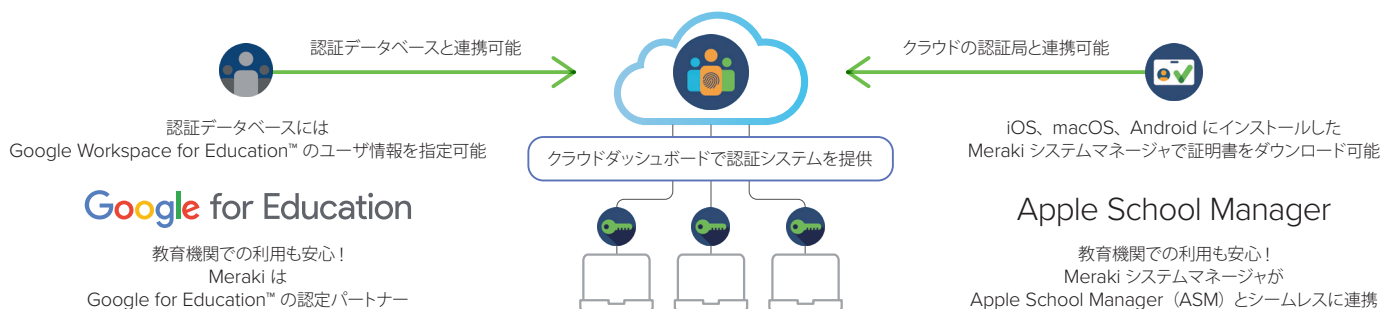 認証データベースと連携可能
クラウドの認証局と連携可能
認証データベースには
Google Workspace for Education™ のユーザ情報を指定可能
クラウドダッシュボードで認証システムを提供
iOS、macOS、Android にインストールした
Meraki システムマネージャで証明書をダウンロード可能
Google for Education
Apple School Manager
教育機関での利用も安心！
Meraki は
Google for Education™ の認定パートナー
教育機関での利用も安心！
Meraki システムマネージャが
Apple School Manager（ASM）とシームレスに連携